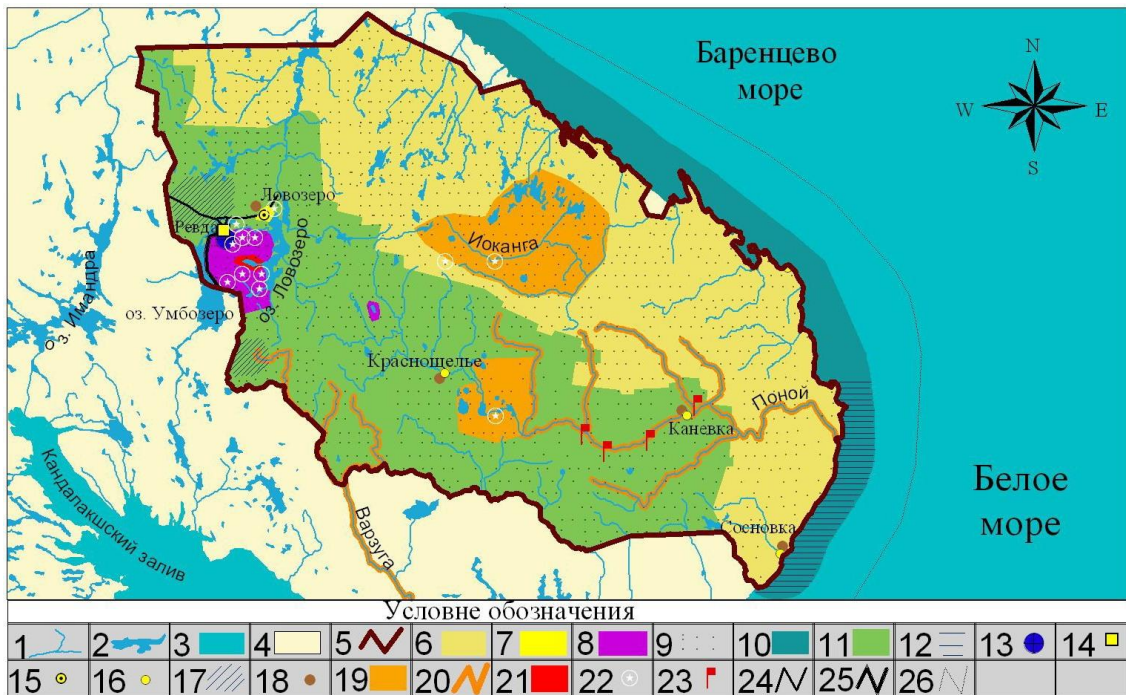 Баренцево
море
N
W E
S
Ловозеро
Ревда
Иоканга
оз. Имандра
оз. Ловозеро
оз. Умбозеро
Краснощелье
Поной
Каневка
Белое
море
Кандалакшский залив
Варзуга
Сосновка
Условне обозначения
1 2 3 4 5 6 7 8 9 10 11 12 13 14
15 16 17 18 19 20 21 22 23 24 25 26